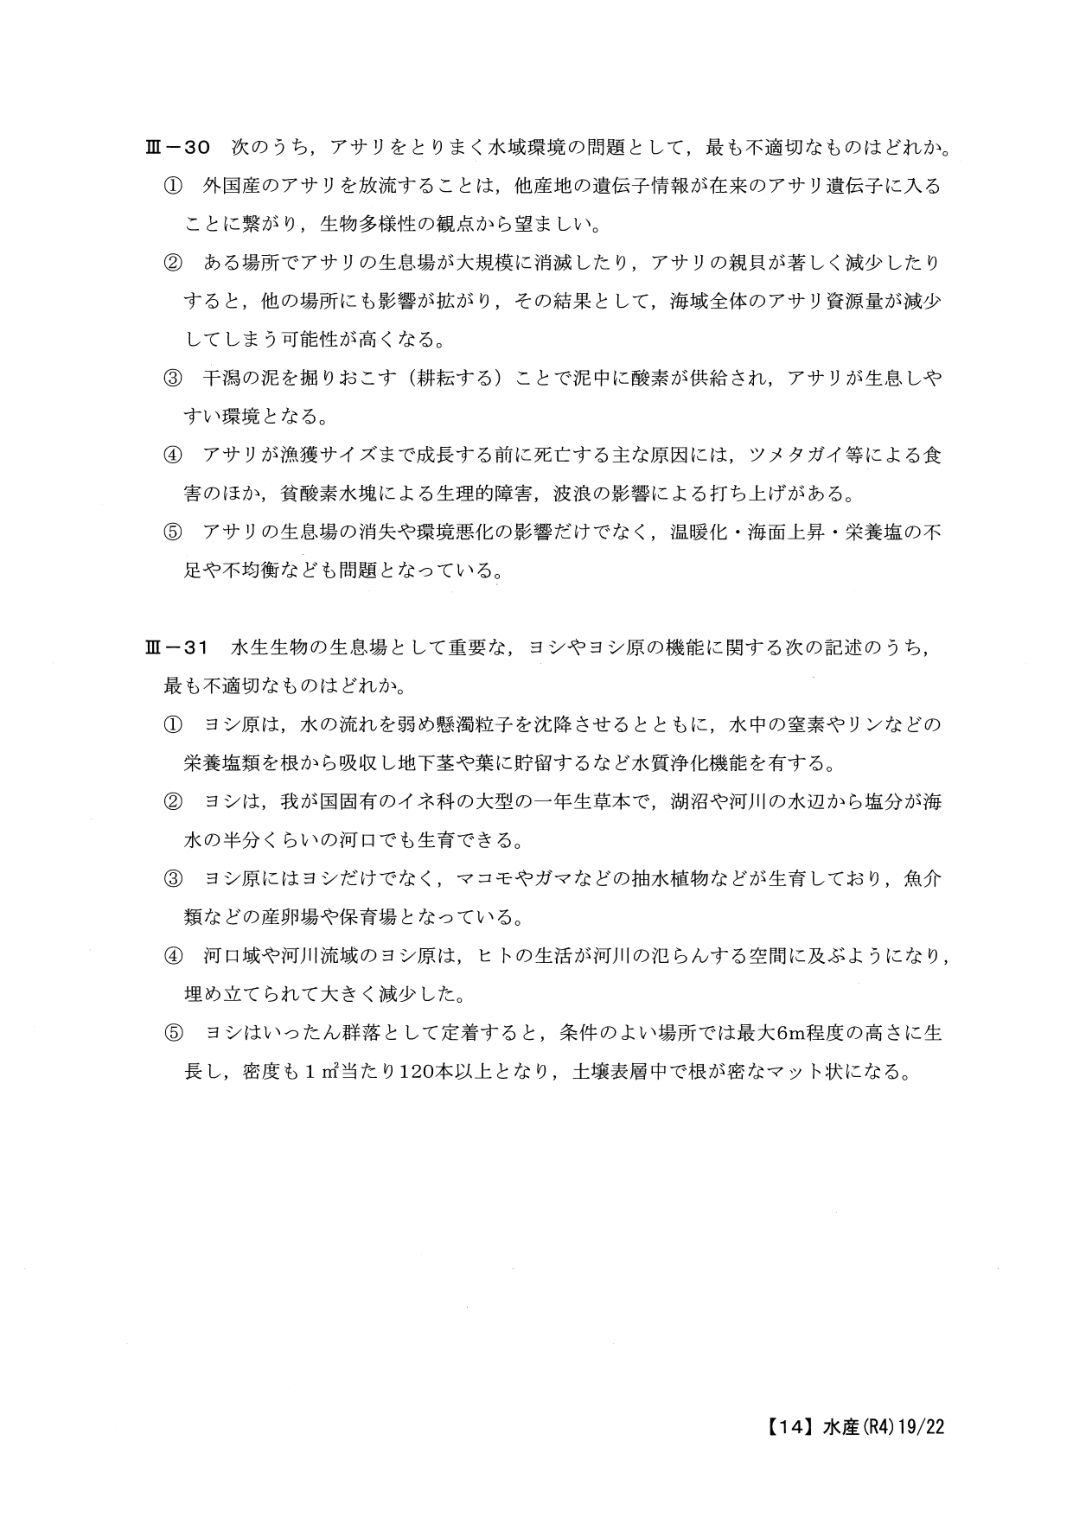 Ⅲ－30　次のうち，アサリをとりまく水域環境の問題として，最も不適切なものはどれか。
①　外国産のアサリを放流することは，他産地の遺伝子情報が在来のアサリ遺伝子に入る
ことに繋がり，生物多様性の観点から望ましい。
②　ある場所でアサリの生息場が大規模に消滅したり，アサリの親貝が著しく減少したり
すると，他の場所にも影響が拡がり，その結果として，海域全体のアサリ資源量が減少
してしまう可能性が高くなる。
③　干潟の泥を掘りおこす（耕転する）ことで泥中に酸素が供給され，アサリが生息しや
すい環境となる。
④　アサリが漁獲サイズまで成長する前に死亡する主な原因には，ツメタガイ等による食
害のほか，貧酸素水塊による生理的障害，波浪の影響による打ち上げがある。
⑤　アサリの生息場の消失や環境悪化の影響だけでなく，温暖化・海面上昇・栄養塩の不
足や不均衡なども問題となっている。
Ⅲ－31　水生生物の生息場として重要な，ヨシやヨシ原の機能に関する次の記述のうち，
最も不適切なものはどれか。
①　ヨシ原は，水の流れを弱め懸濁粒子を沈降させるとともに，水中の窒素やリンなどの
栄養塩類を根から吸収し地下茎や葉に貯留するなど水質浄化機能を有する。
②　ヨシは，我が国固有のイネ科の大型の一年生草本で，湖沼や河川の水辺から塩分が海
水の半分くらいの河口でも生育できる。
③　ヨシ原にはヨシだけでなく，マコモやガマなどの抽水植物などが生育しており，魚介
類などの産卵場や保育場となっている。
④　河口域や河川流域のヨシ原は，ヒトの生活が河川の氾らんする空間に及ぶようになり，
埋め立てられて大きく減少した。
⑤　ヨシはいったん群落として定着すると，条件のよい場所では最大6m程度の高さに生
長し，密度も１㎡当たり120本以上となり，土壌表層中で根が密なマット状になる。
【14】水産(R4)19/22